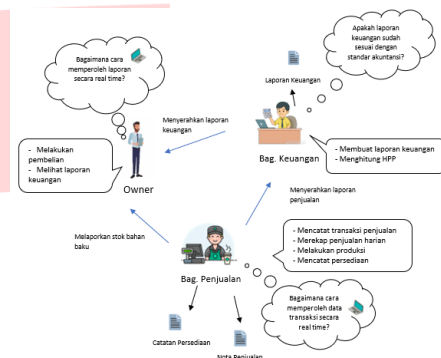 Apakah laporan
keuangan sudah
sesuai dengan
standar akuntansi?
Bagaimana cara
memperoleh laporan
secara real time?
Laporan Keuangan
Menyerahkan laporan
keuangan
- Melakukan
pembelian
- Melihat laporan
keuangan
Owner
Bag. Keuangan
- Membuat laporan keuangan
- Menghitung HPP
Menyerahkan laporan
penjualan
Melaporkan stok bahan
baku
- Mencatat transaksi penjualan
- Merekap penjualan harian
- Melakukan produksi
- Mencatat persediaan
Bag. Penjualan
Bagaimana cara
memperoleh data
transaksi secara
real time?
Catatan Persediaan
Nota Penjualan